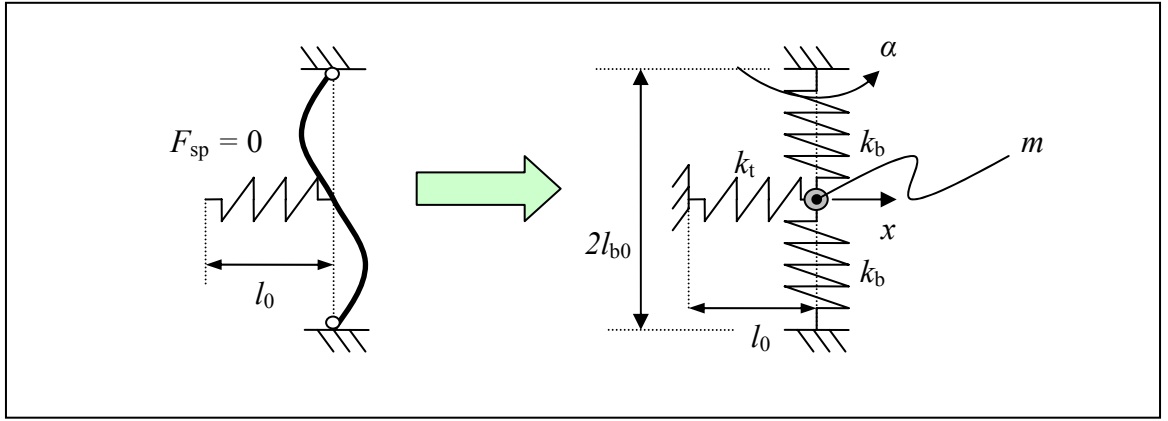 F_sp = 0
l_0
α
k_b
m
k_t
x
2l_b0
k_b
l_0